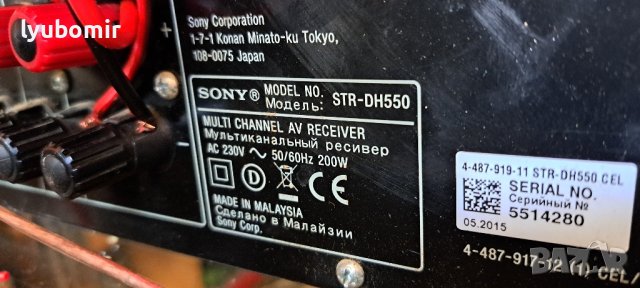 lyubomir
Sony Corporation
1-7-1 Konan Minato-ku Tokyo,
108-0075 Japan
SONY® MODEL NO. STR-DH550
Модель:
MULTI CHANNEL AV RECEIVER
Мультиканальный ресивер
AC 230V ~ 50/60Hz 200W
CE
MADE IN MALAYSIA
Сделано в Малайзии
Sony Corp.
4-487-919-11 STR-DH550 CEL
SERIAL NO.
Серийный №
5514280
05.2015
4-487-917-12 (1) CEL/
BAZAR